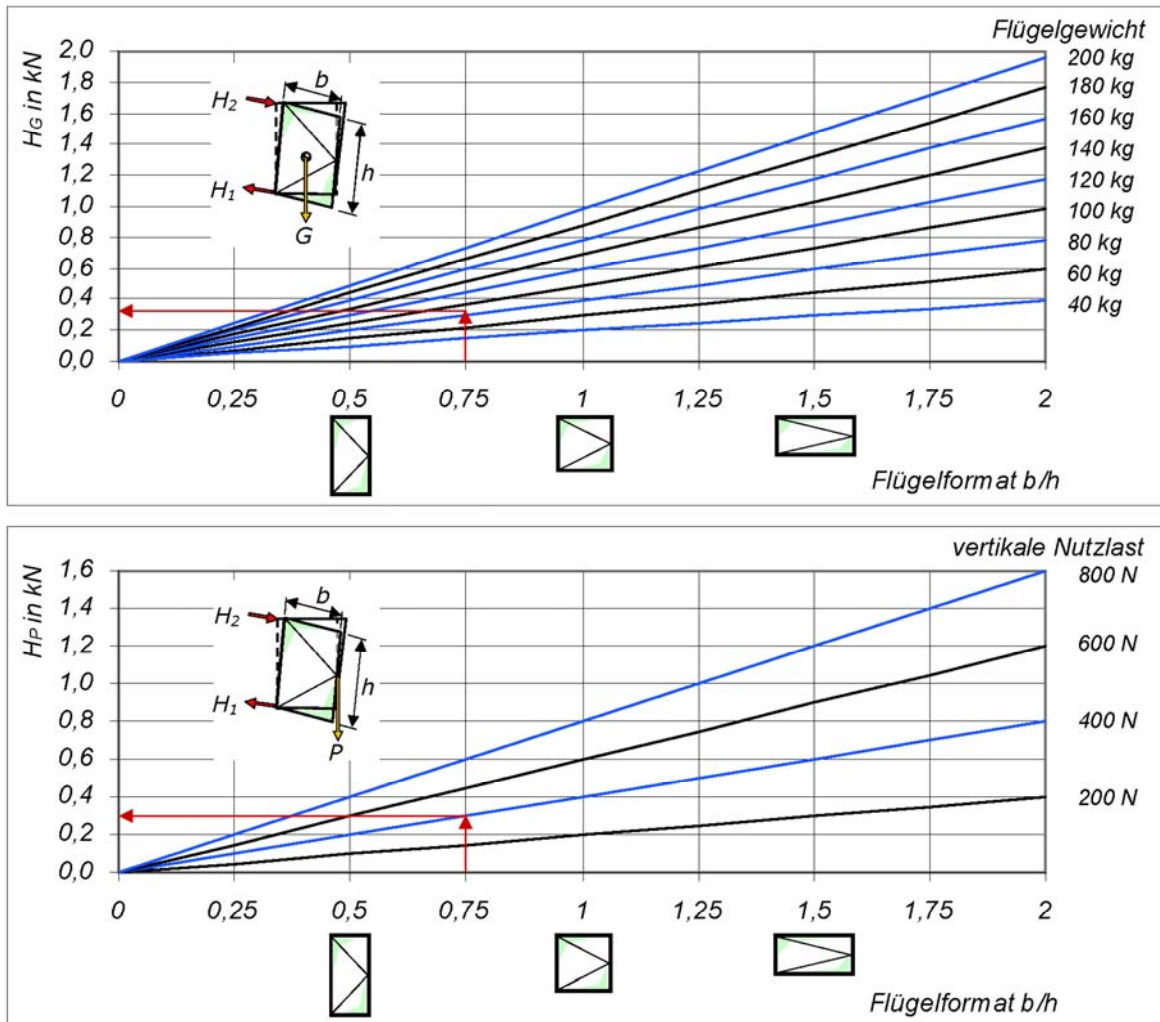 Flügelgewicht
H_G in kN
2,0
1,8
1,6
1,4
1,2
1,0
0,8
0,6
0,4
0,2
0,0
b
H_2
h
H_1
G
200 kg
180 kg
160 kg
140 kg
120 kg
100 kg
80 kg
60 kg
40 kg
0 0,25 0,5 0,75 1 1,25 1,5 1,75 2
Flügelformat b/h
vertikale Nutzlast
H_P in kN
1,6
1,4
1,2
1,0
0,8
0,6
0,4
0,2
0,0
b
H_2
h
H_1
P
800 N
600 N
400 N
200 N
0 0,25 0,5 0,75 1 1,25 1,5 1,75 2
Flügelformat b/h